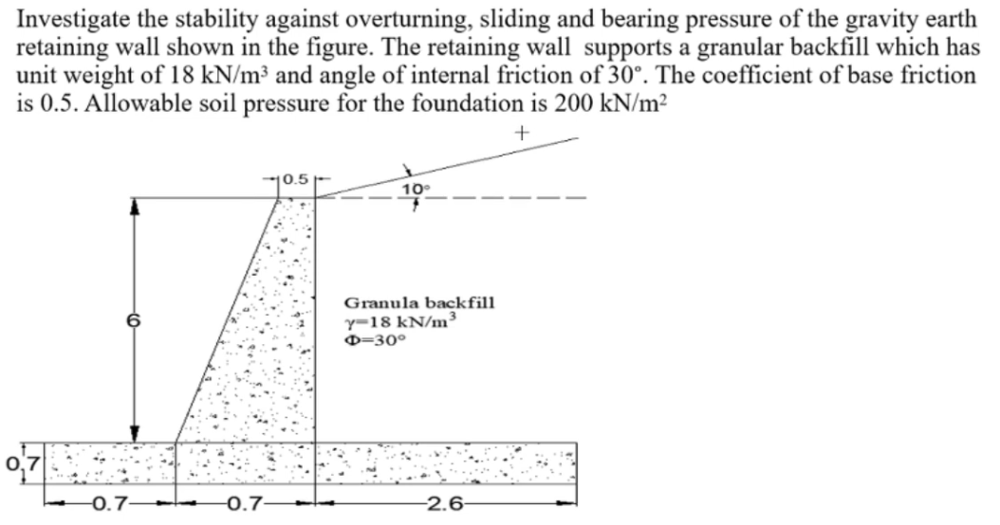 Investigate the stability against overturning, sliding and bearing pressure of the gravity earth
retaining wall shown in the figure. The retaining wall supports a granular backfill which has
unit weight of 18 kN/m³ and angle of internal friction of 30°. The coefficient of base friction
is 0.5. Allowable soil pressure for the foundation is 200 kN/m²
0.5
10°
6
Granula backfill
γ=18 kN/m³
Φ=30°
0,7
0.7
0.7
2.6